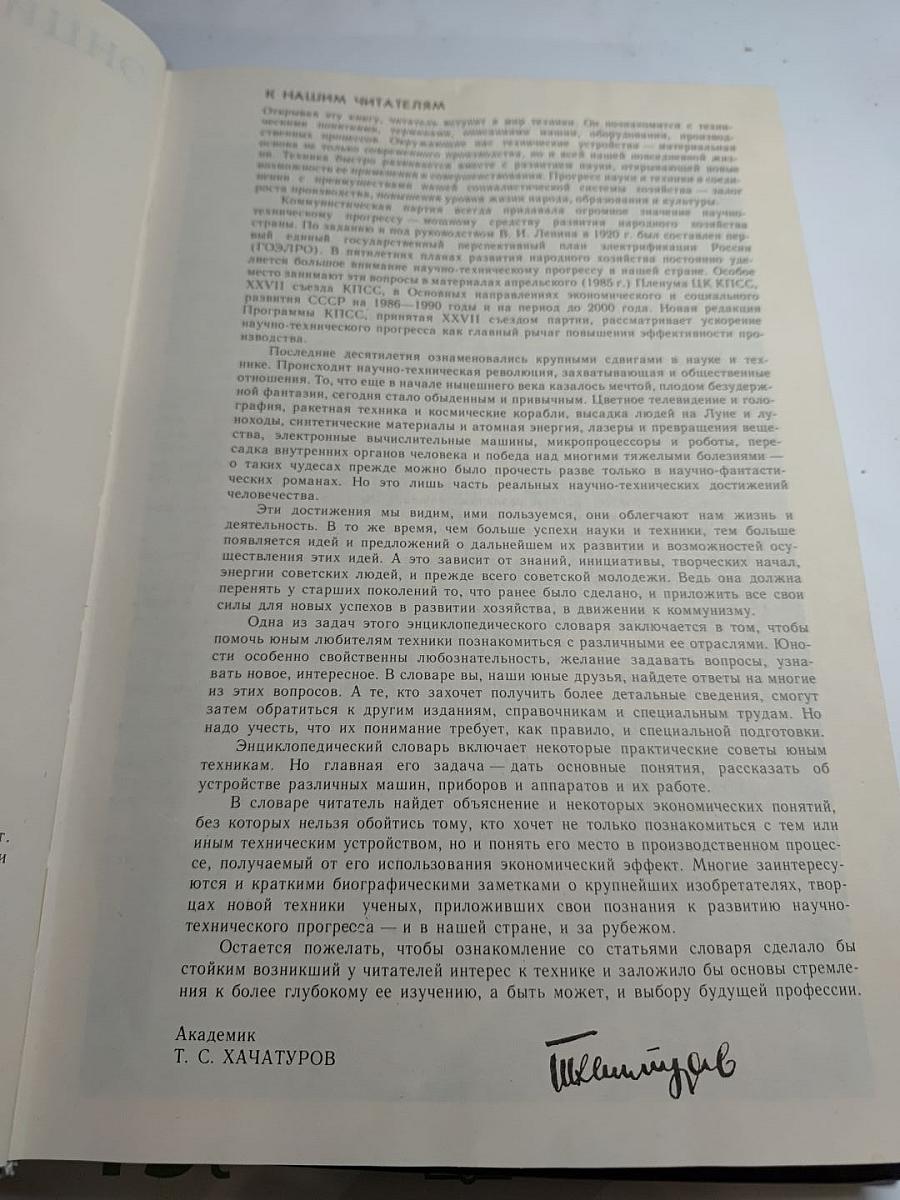 К НАШИМ ЧИТАТЕЛЯМ
Открывая эту книгу, читатель вступит в мир техники. Он познакомится с техни-
ческими понятиями, терминами, описаниями машин, оборудования, производ-
ственных процессов. Окружающие нас технические устройства — материальная
основа не только современного производства, но и всей нашей повседневной жиз-
ни. Техника быстро развивается вместе с развитием науки, открывающей новые
возможности ее применения и совершенствования. Прогресс науки и техники в соеди-
нении с преимуществами нашей социалистической системы хозяйства — залог
роста производства, повышения уровня жизни народа, образования и культуры.
Коммунистическая партия всегда придавала огромное значение научно-
техническому прогрессу — мощному средству развития народного хозяйства
страны. По заданию и под руководством В. И. Ленина в 1920 г. был составлен пер-
вый единый государственный перспективный план электрификации России
(ГОЭЛРО). В пятилетних планах развития народного хозяйства постоянно уде-
ляется большое внимание научно-техническому прогрессу в нашей стране. Особое
место занимают эти вопросы в материалах апрельского (1985 г.) Пленума ЦК КПСС,
XXVII съезда КПСС, в Основных направлениях экономического и социального
развития СССР на 1986—1990 годы и на период до 2000 года. Новая редакция
Программы КПСС, принятая XXVII съездом партии, рассматривает ускорение
научно-технического прогресса как главный рычаг повышения эффективности про-
изводства.
Последние десятилетия ознаменовались крупными сдвигами в науке и тех-
нике. Происходит научно-техническая революция, захватывающая и общественные
отношения. То, что еще в начале нынешнего века казалось мечтой, плодом безудерж-
ной фантазии, сегодня стало обыденным и привычным. Цветное телевидение и голо-
графия, ракетная техника и космические корабли, высадка людей на Луне и лу-
ноходы, синтетические материалы и атомная энергия, лазеры и превращения веще-
ства, электронные вычислительные машины, микропроцессоры и роботы, пере-
садка внутренних органов человека и победа над многими тяжелыми болезнями —
о таких чудесах прежде можно было прочесть разве только в научно-фантасти-
ческих романах. Но это лишь часть реальных научно-технических достижений
человечества.
Эти достижения мы видим, ими пользуемся, они облегчают нам жизнь и
деятельность. В то же время, чем больше успехи науки и техники, тем больше
появляется идей и предложений о дальнейшем их развитии и возможностей осу-
ществления этих идей. А это зависит от знаний, инициативы, творческих начал,
энергии советских людей, и прежде всего советской молодежи. Ведь она должна
перенять у старших поколений то, что ранее было сделано, и приложить все свои
силы для новых успехов в развитии хозяйства, в движении к коммунизму.
Одна из задач этого энциклопедического словаря заключается в том, чтобы
помочь юным любителям техники познакомиться с различными ее отраслями. Юно-
сти особенно свойственны любознательность, желание задавать вопросы, узна-
вать новое, интересное. В словаре вы, наши юные друзья, найдете ответы на многие
из этих вопросов. А те, кто захочет получить более детальные сведения, смогут
затем обратиться к другим изданиям, справочникам и специальным трудам. Но
надо учесть, что их понимание требует, как правило, и специальной подготовки.
Энциклопедический словарь включает некоторые практические советы юным
техникам. Но главная его задача — дать основные понятия, рассказать об
устройстве различных машин, приборов и аппаратов и их работе.
В словаре читатель найдет объяснение и некоторых экономических понятий,
без которых нельзя обойтись тому, кто хочет не только познакомиться с тем или
иным техническим устройством, но и понять его место в производственном процес-
се, получаемый от его использования экономический эффект. Многие заинтересу-
ются и краткими биографическими заметками о крупнейших изобретателях, твор-
цах новой техники ученых, приложивших свои познания к развитию научно-
технического прогресса — и в нашей стране, и за рубежом.
Остается пожелать, чтобы ознакомление со статьями словаря сделало бы
стойким возникший у читателей интерес к технике и заложило бы основы стремле-
ния к более глубокому ее изучению, а быть может, и выбору будущей профессии.
Академик
Т. С. ХАЧАТУРОВ